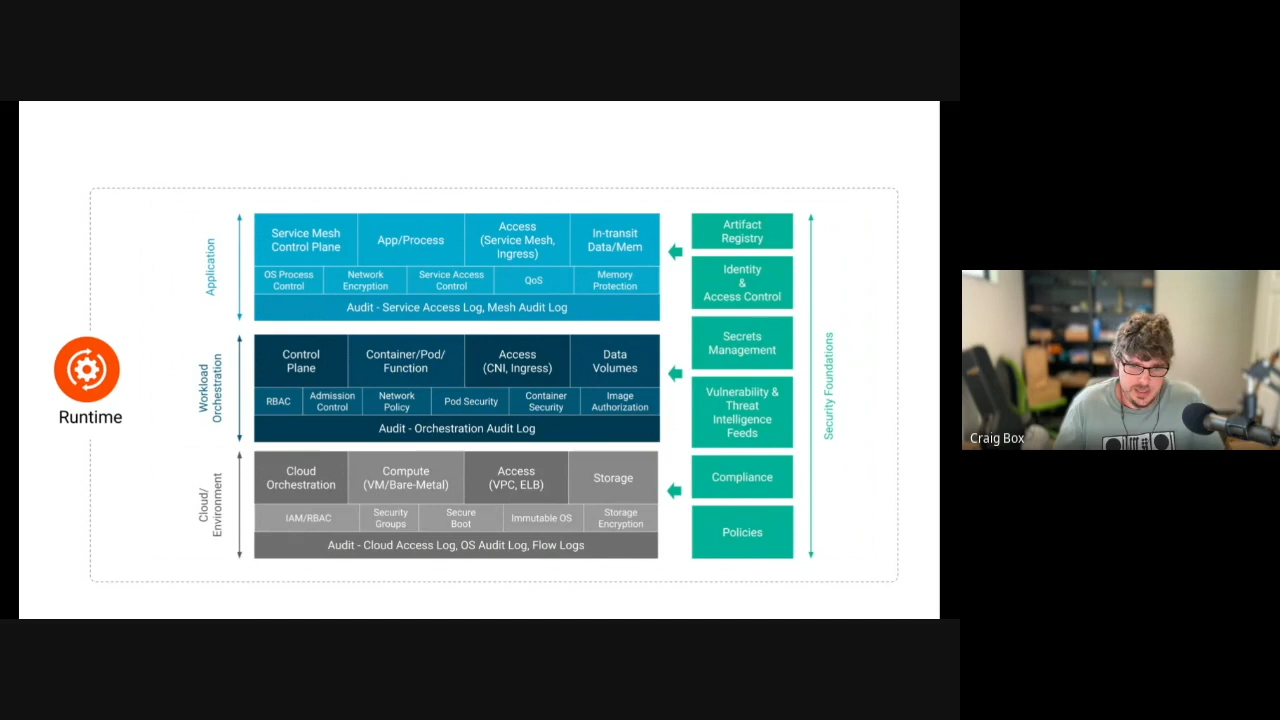 Runtime
Application
Service Mesh
Control Plane
App/Process
Access
(Service Mesh,
Ingress)
In-transit
Data/Mem
OS Process
Control
Network
Encryption
Service Access
Control
QoS
Memory
Protection
Audit - Service Access Log, Mesh Audit Log
Workload
Orchestration
Control
Plane
Container/Pod/
Function
Access
(CNI, Ingress)
Data
Volumes
RBAC
Admission
Control
Network
Policy
Pod Security
Container
Security
Image
Authorization
Audit - Orchestration Audit Log
Cloud/
Environment
Cloud
Orchestration
Compute
(VM/Bare-Metal)
Access
(VPC, ELB)
Storage
IAM/RBAC
Security
Groups
Secure
Boot
Immutable OS
Storage
Encryption
Audit - Cloud Access Log, OS Audit Log, Flow Logs
Artifact
Registry
Identity
&
Access Control
Secrets
Management
Vulnerability &
Threat
Intelligence
Feeds
Compliance
Policies
Security Foundations
Craig Box